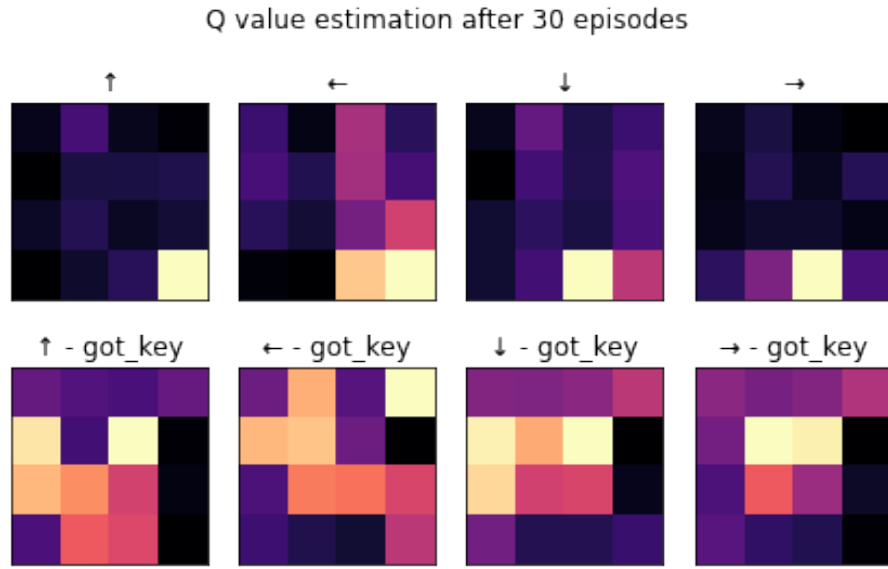 Q value estimation after 30 episodes
↑ ← ↓ →
↑ - got_key ← - got_key ↓ - got_key → - got_key